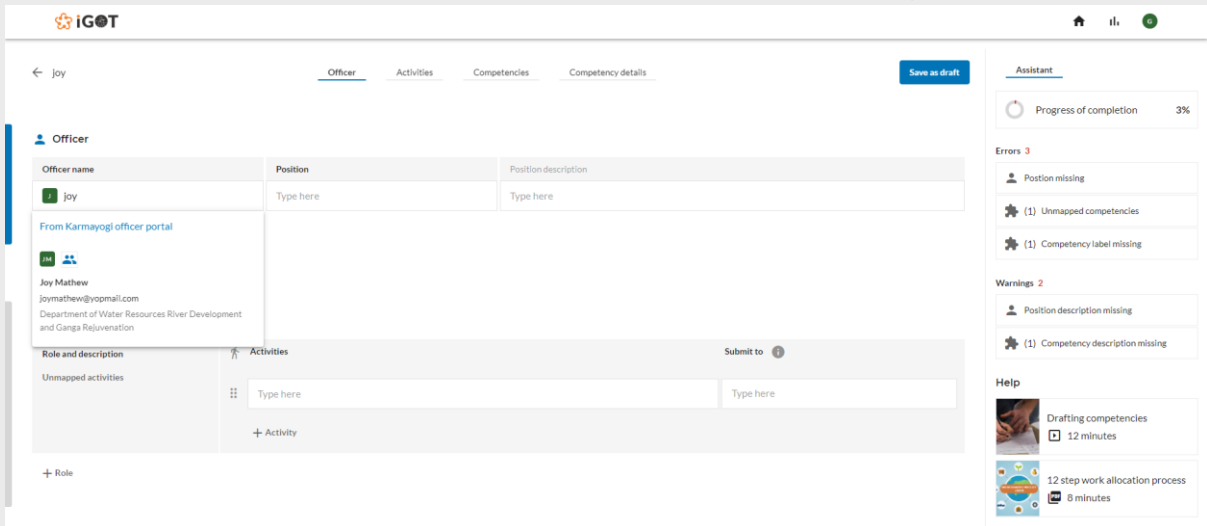 iGOT
G
joy
Officer
Activities
Competencies
Competency details
Save as draft
Officer
Officer name
Position
Position description
J
joy
Type here
Type here
From Karmayogi officer portal
JM
Joy Mathew
joymathew@yopmail.com
Department of Water Resources River Development
and Ganga Rejuvenation
Role and description
Activities
Submit to
i
Unmapped activities
Type here
Type here
+ Activity
+ Role
Assistant
Progress of completion
3%
Errors 3
Postion missing
(1) Unmapped competencies
(1) Competency label missing
Warnings 2
Position description missing
(1) Competency description missing
Help
Drafting competencies
12 minutes
12 step work allocation process
PDF
8 minutes